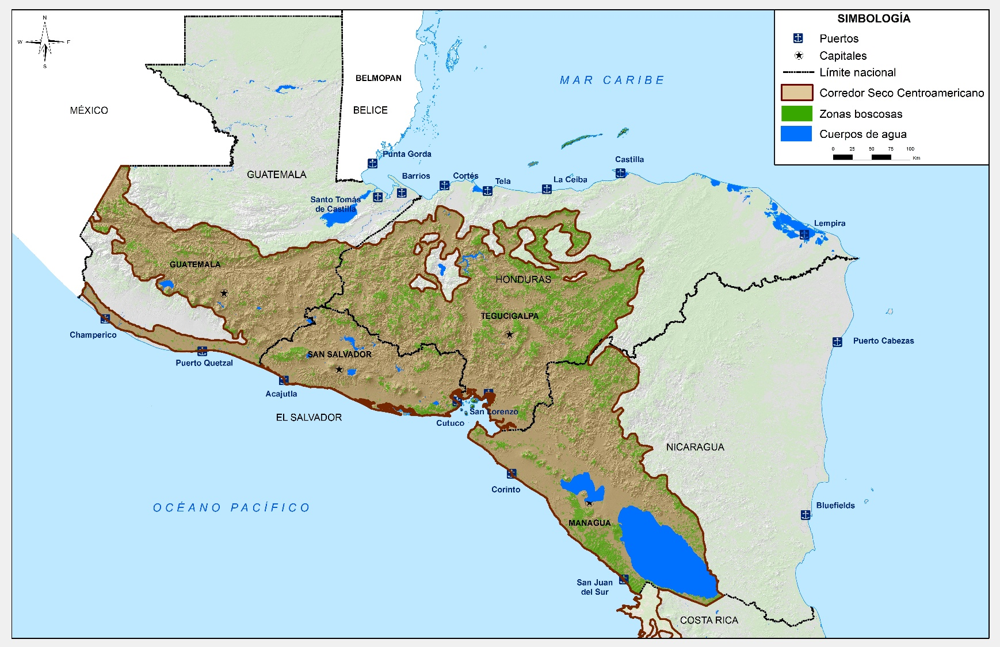 N
W
E
S
SIMBOLOGÍA
Puertos
Capitales
Límite nacional
Corredor Seco Centroamericano
Zonas boscosas
Cuerpos de agua
0 25 50 75 100
Km
MAR CARIBE
BELMOPAN
MÉXICO
BELICE
Punta Gorda
GUATEMALA
Barrios
Cortés
Tela
La Ceiba
Castilla
Santo Tomás
de Castilla
Lempira
GUATEMALA
HONDURAS
TEGUCIGALPA
Champerico
Puerto Cabezas
Puerto Quetzal
SAN SALVADOR
Acajutla
EL SALVADOR
San Lorenzo
Cutuco
NICARAGUA
Corinto
OCÉANO PACÍFICO
Bluefields
MANAGUA
San Juan
del Sur
COSTA RICA